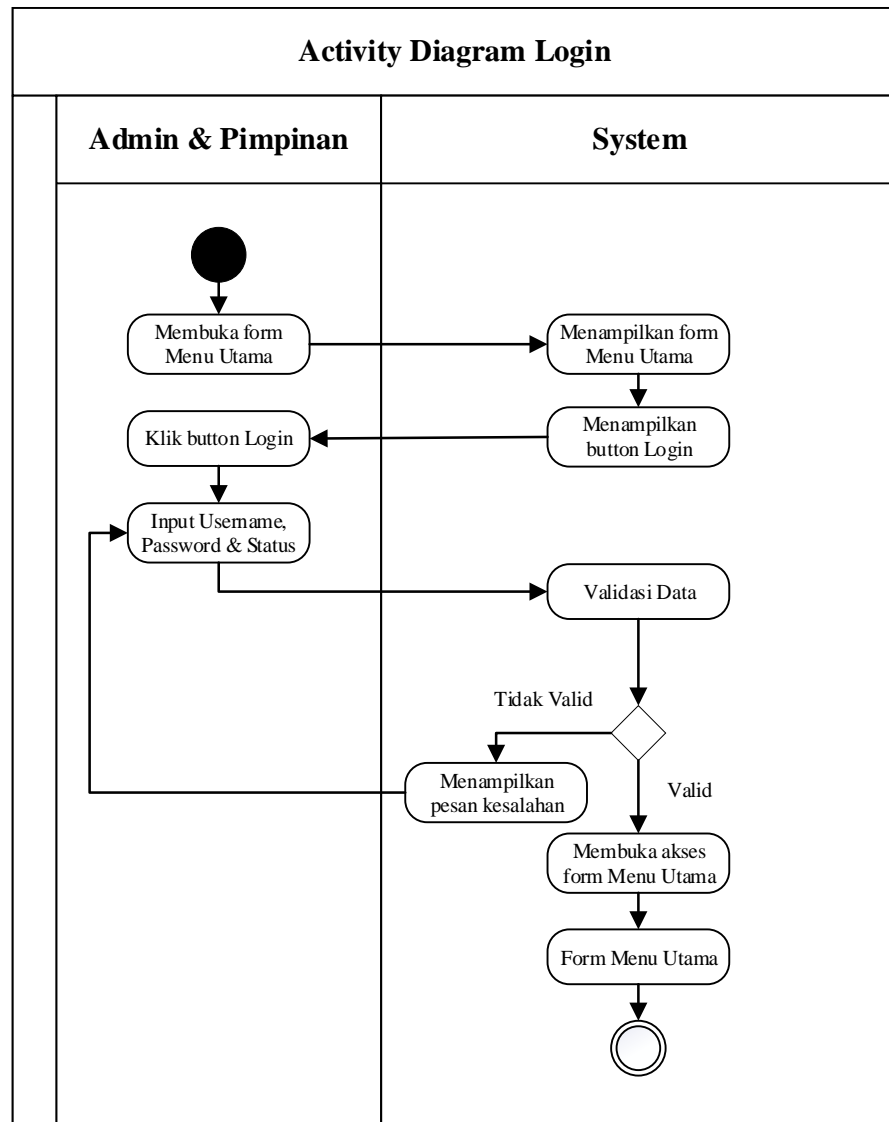 Activity Diagram Login
Admin & Pimpinan
System
Membuka form
Menu Utama
Menampilkan form
Menu Utama
Klik button Login
Menampilkan
button Login
Input Username,
Password & Status
Validasi Data
Tidak Valid
Menampilkan
pesan kesalahan
Valid
Membuka akses
form Menu Utama
Form Menu Utama